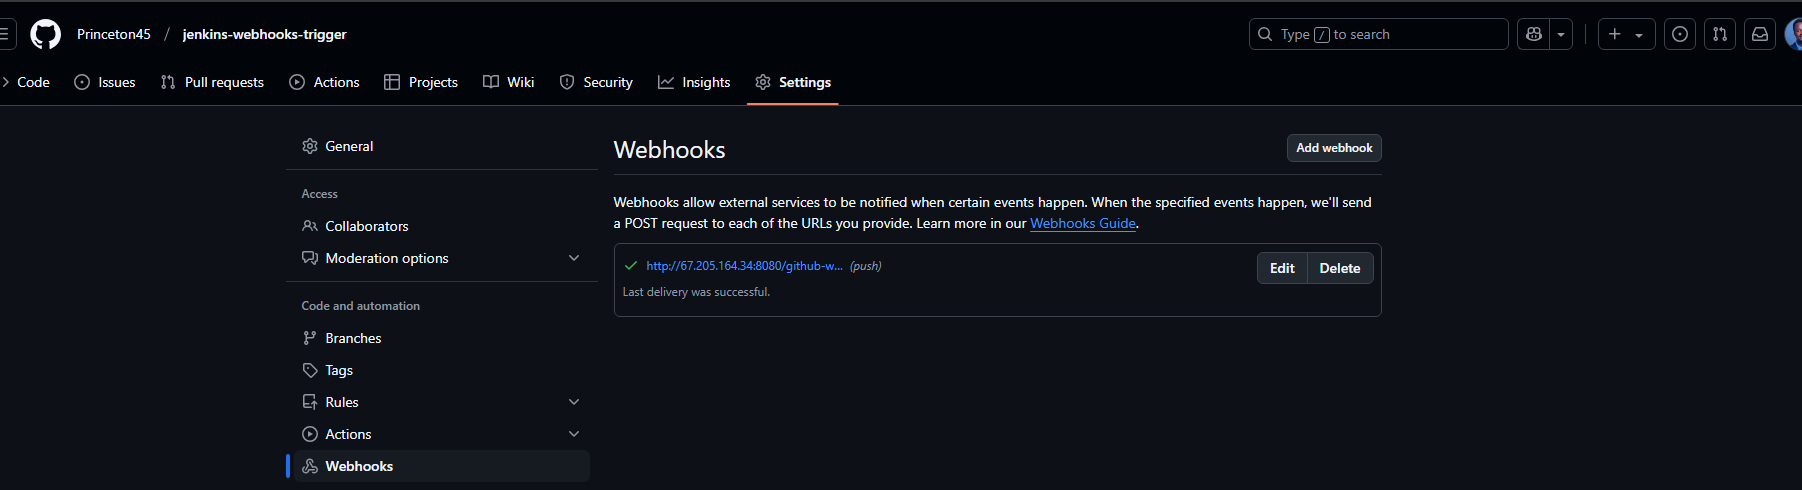 Princeton45 / jenkins-webhooks-trigger
Type / to search
Code Issues Pull requests Actions Projects Wiki Security Insights Settings
General
Access
Collaborators
Moderation options
Code and automation
Branches
Tags
Rules
Actions
Webhooks
Webhooks
Add webhook
Webhooks allow external services to be notified when certain events happen. When the specified events happen, we'll send
a POST request to each of the URLs you provide. Learn more in our Webhooks Guide.
http://67.205.164.34:8080/github-w... (push)
Edit Delete
Last delivery was successful.